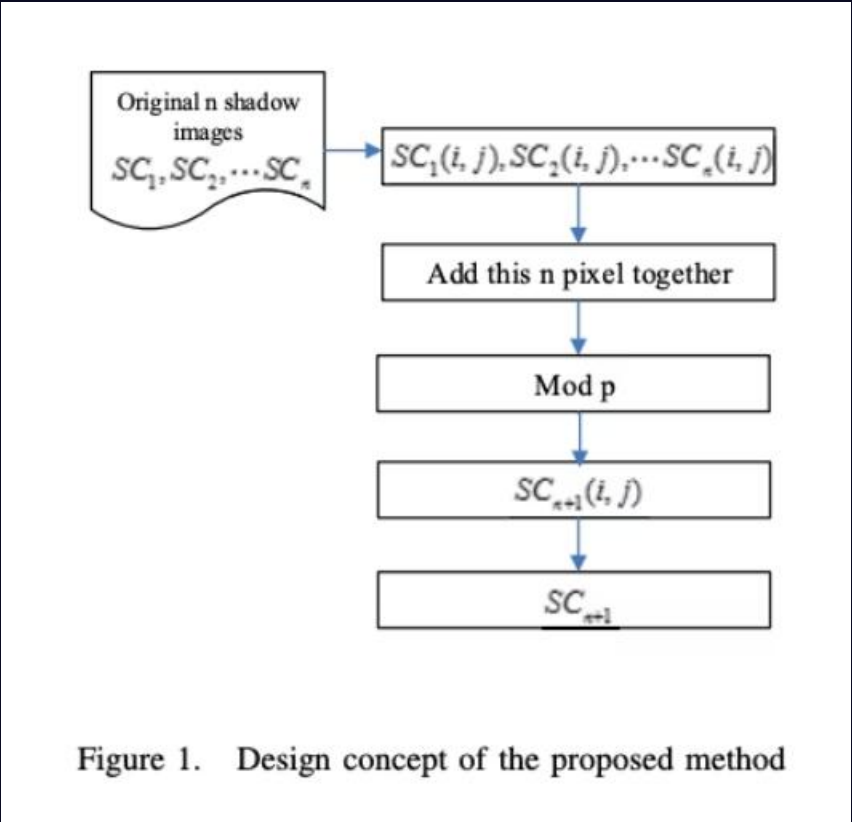 Original n shadow
images
SC₁, SC₂, ⋯SCₙ
SC₁(i, j), SC₂(i, j), ⋯SCₙ(i, j)
Add this n pixel together
Mod p
SCₙ₊₁(i, j)
SCₙ₊₁
Figure 1. Design concept of the proposed method